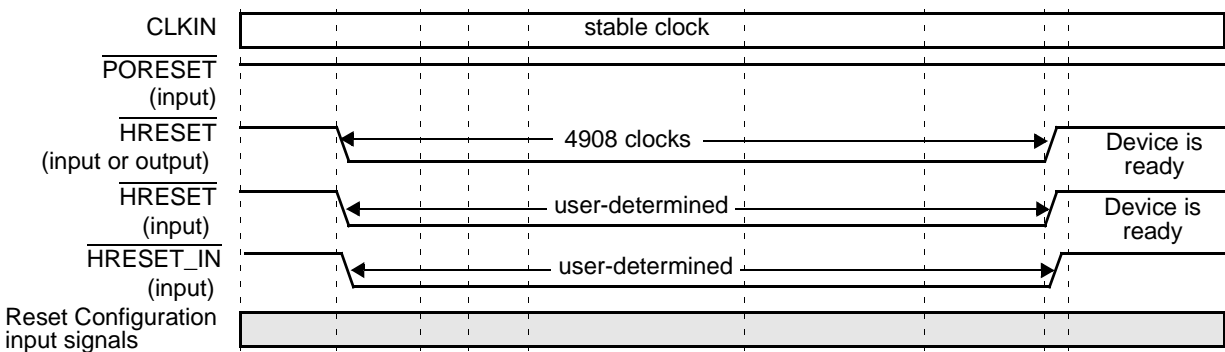 CLKIN
stable clock
PORESET
(input)
HRESET
(input or output)
4908 clocks
Device is
ready
HRESET
(input)
user-determined
Device is
ready
HRESET_IN
(input)
user-determined
Reset Configuration
input signals